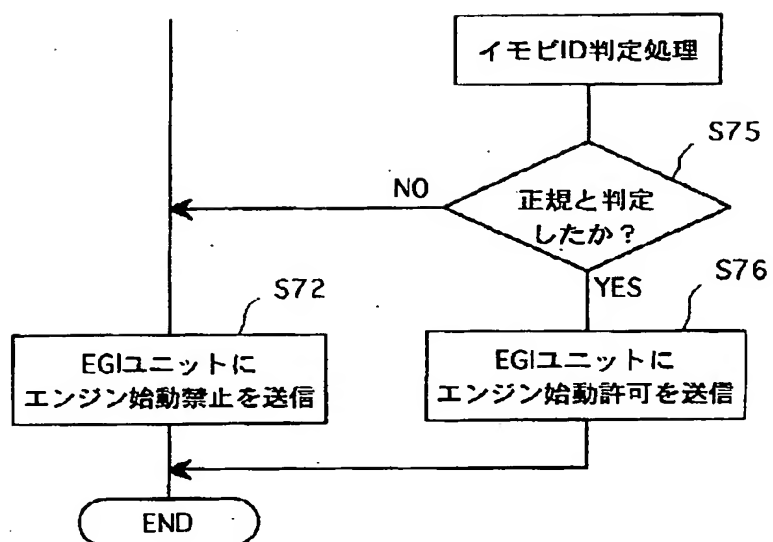 イモビID判定処理
S75
NO
正規と判定
したか?
YES
S76
S72
EGIユニットに
エンジン始動禁止を送信
EGIユニットに
エンジン始動許可を送信
END